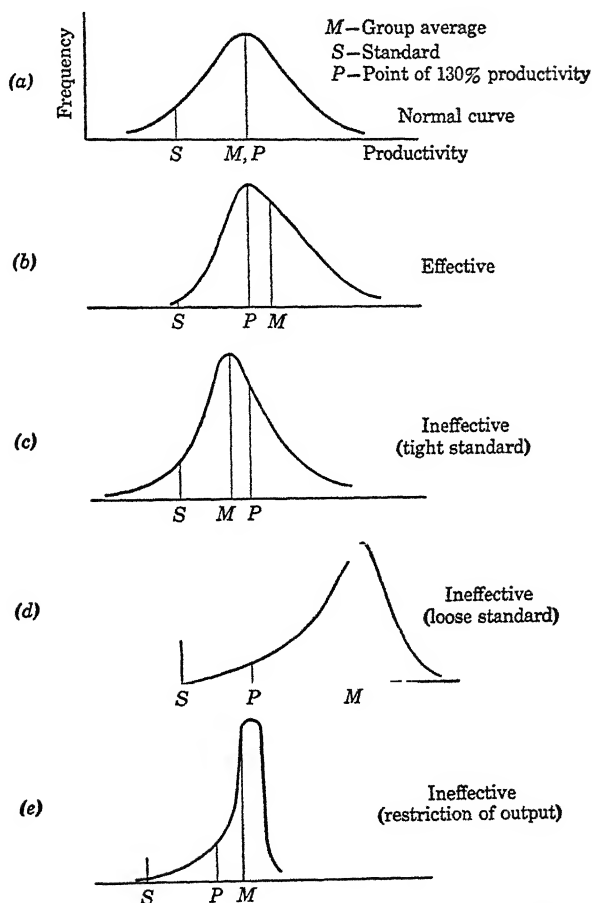 M—Group average
S—Standard
P—Point of 130% productivity
(a)
Frequency
Normal curve
S M, P Productivity
(b)
Effective
S P M
(c)
Ineffective
(tight standard)
S M P
(d)
Ineffective
(loose standard)
S P M
(e)
Ineffective
(restriction of output)
S P M